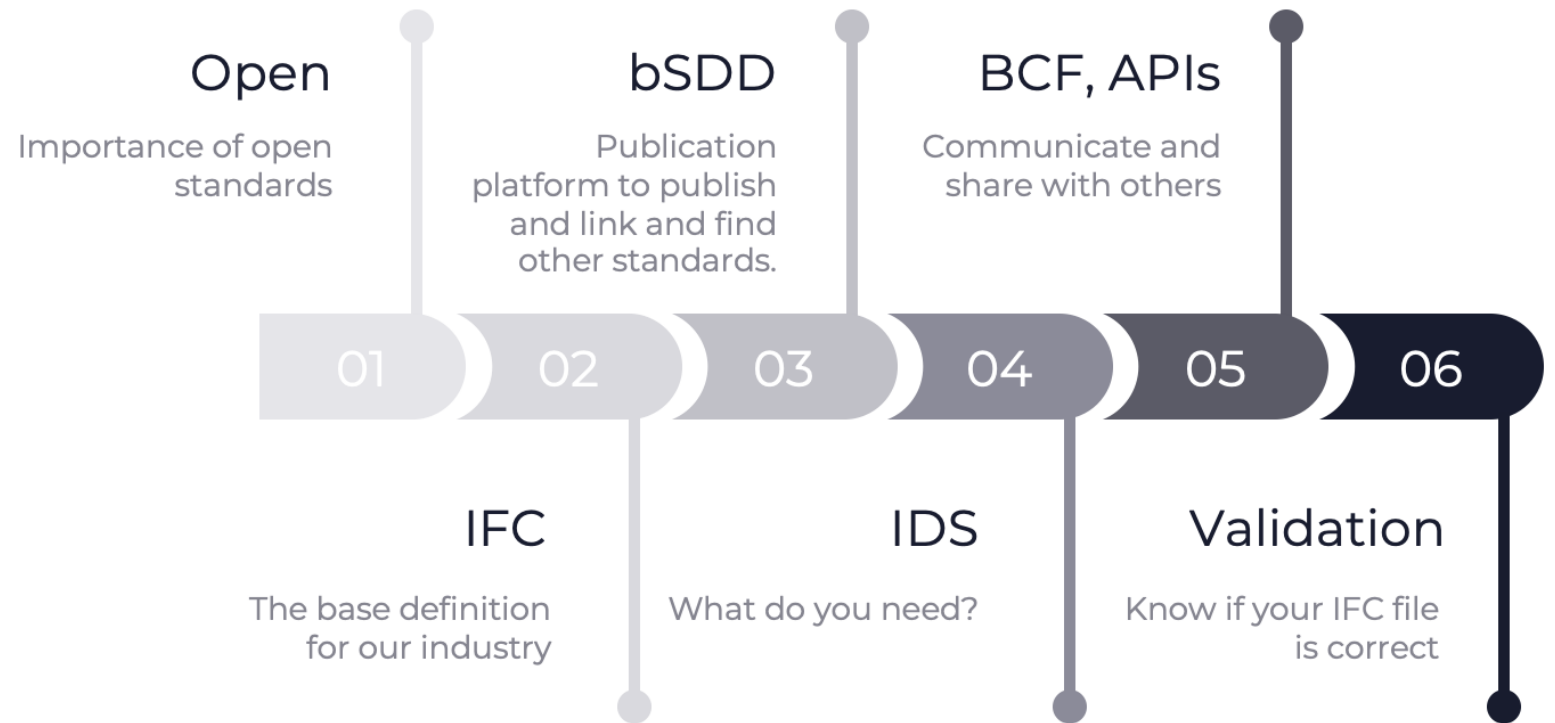 Open
Importance of open
standards
bSDD
Publication
platform to publish
and link and find
other standards.
BCF, APIs
Communicate and
share with others
01
02
03
04
05
06
IFC
The base definition
for our industry
IDS
What do you need?
Validation
Know if your IFC file
is correct